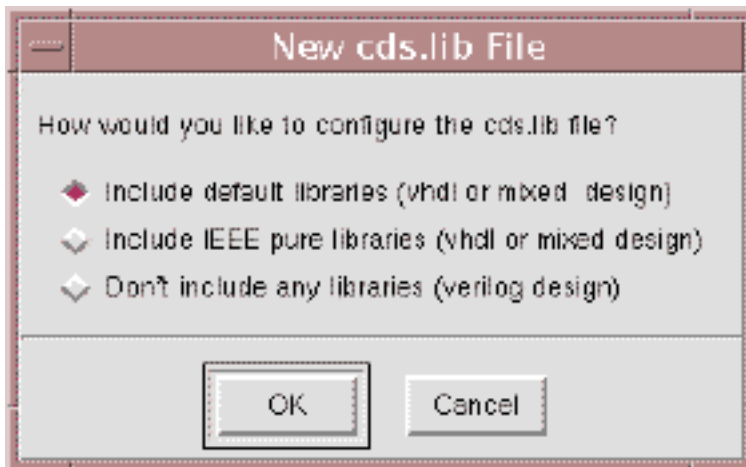 New cds.lib File
How would you like to configure the cds.lib file?
Include default libraries (vhdl or mixed design)
Include IEEE pure libraries (vhdl or mixed design)
Don't include any libraries (verilog design)
OK
Cancel